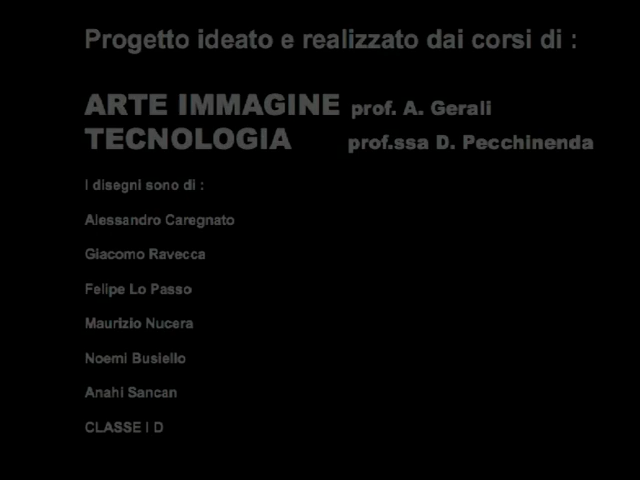 Progetto ideato e realizzato dai corsi di :
ARTE IMMAGINE prof. A. Gerali
TECNOLOGIA prof.ssa D. Pecchinenda
I disegni sono di :
Alessandro Caregnato
Giacomo Ravecca
Felipe Lo Passo
Maurizio Nucera
Noemi Busiello
Anahi Sancan
CLASSE I D